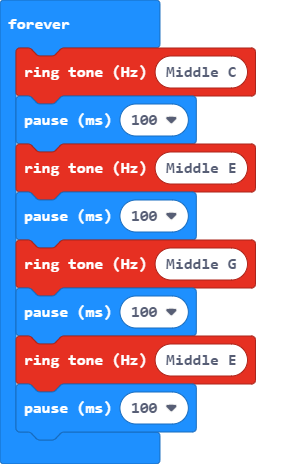 forever
ring tone (Hz) Middle C
pause (ms) 100
ring tone (Hz) Middle E
pause (ms) 100
ring tone (Hz) Middle G
pause (ms) 100
ring tone (Hz) Middle E
pause (ms) 100